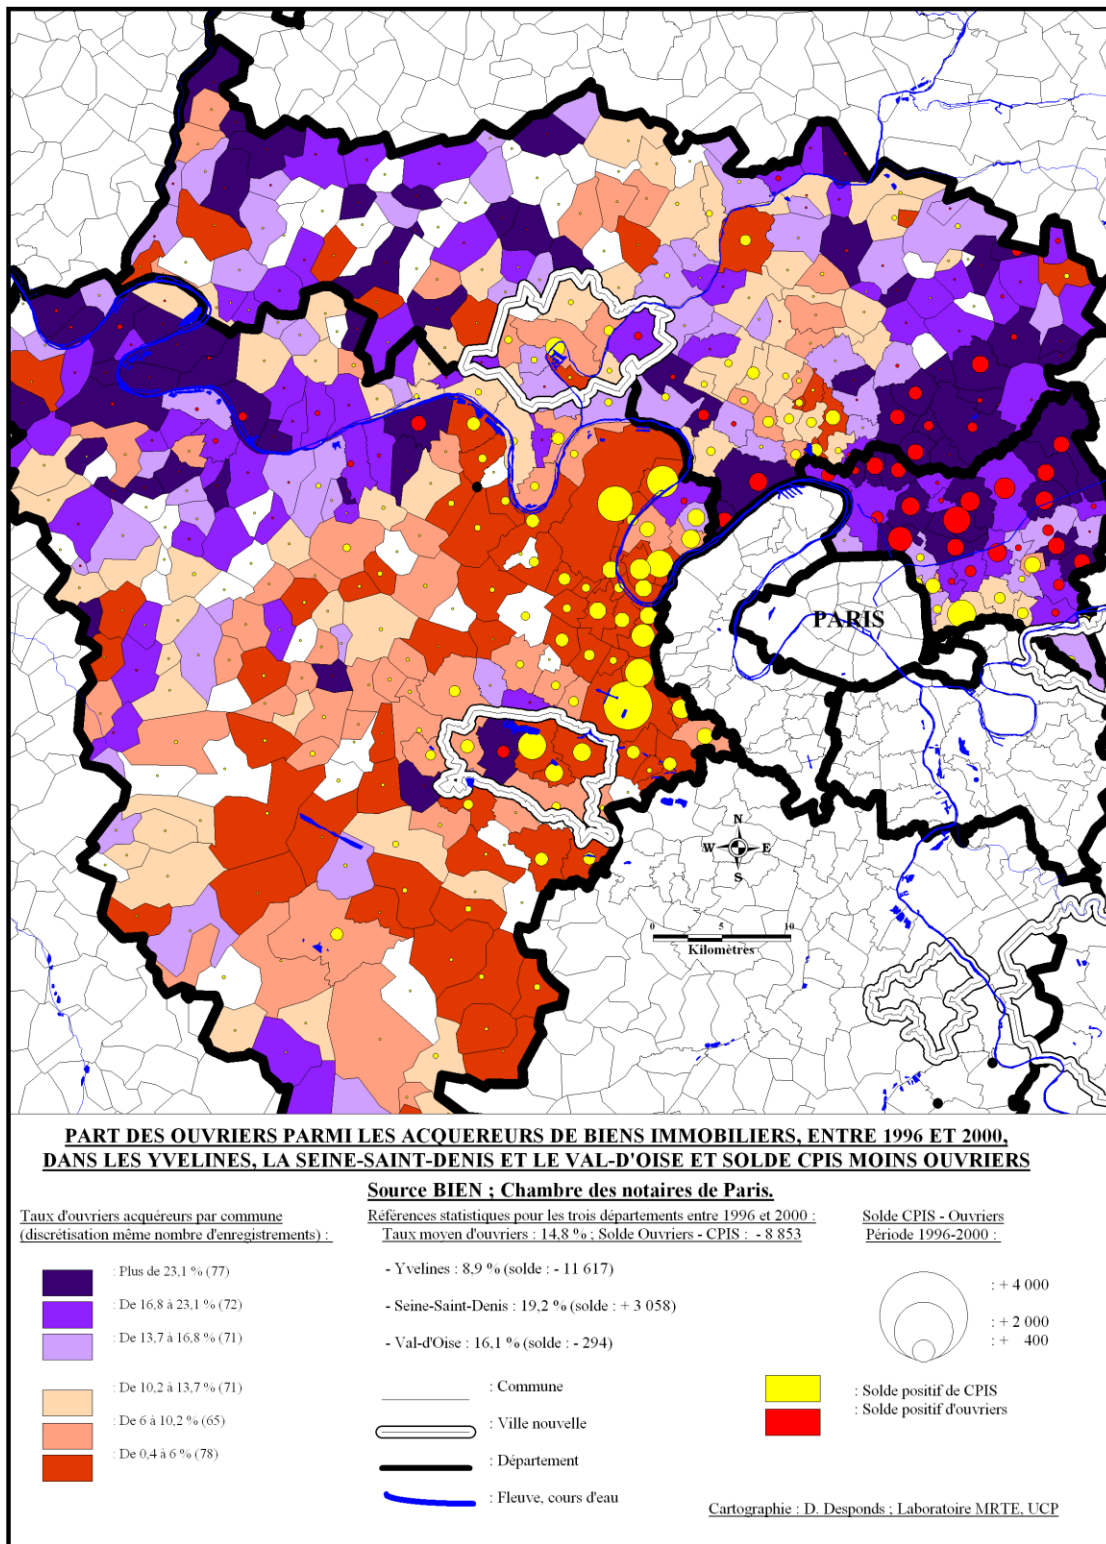 PARIS
N
W E
S
0 5 10
Kilomètres
PART DES OUVRIERS PARMI LES ACQUEREURS DE BIENS IMMOBILIERS, ENTRE 1996 ET 2000,
DANS LES YVELINES, LA SEINE-SAINT-DENIS ET LE VAL-D'OISE ET SOLDE CPIS MOINS OUVRIERS
Source BIEN ; Chambre des notaires de Paris.
Taux d'ouvriers acquéreurs par commune
(discrétisation même nombre d'enregistrements) :
: Plus de 23,1 % (77)
: De 16,8 à 23,1 % (72)
: De 13,7 à 16,8 % (71)
: De 10,2 à 13,7 % (71)
: De 6 à 10,2 % (65)
: De 0,4 à 6 % (78)
Références statistiques pour les trois départements entre 1996 et 2000 :
Taux moyen d'ouvriers : 14,8 % ; Solde Ouvriers - CPIS : - 8 853
- Yvelines : 8,9 % (solde : - 11 617)
- Seine-Saint-Denis : 19,2 % (solde : + 3 058)
- Val-d'Oise : 16,1 % (solde : - 294)
: Commune
: Ville nouvelle
: Département
: Fleuve, cours d'eau
Solde CPIS - Ouvriers
Période 1996-2000 :
: + 4 000
: + 2 000
: + 400
: Solde positif de CPIS
: Solde positif d'ouvriers
Cartographie : D. Desponds ; Laboratoire MRTE, UCP